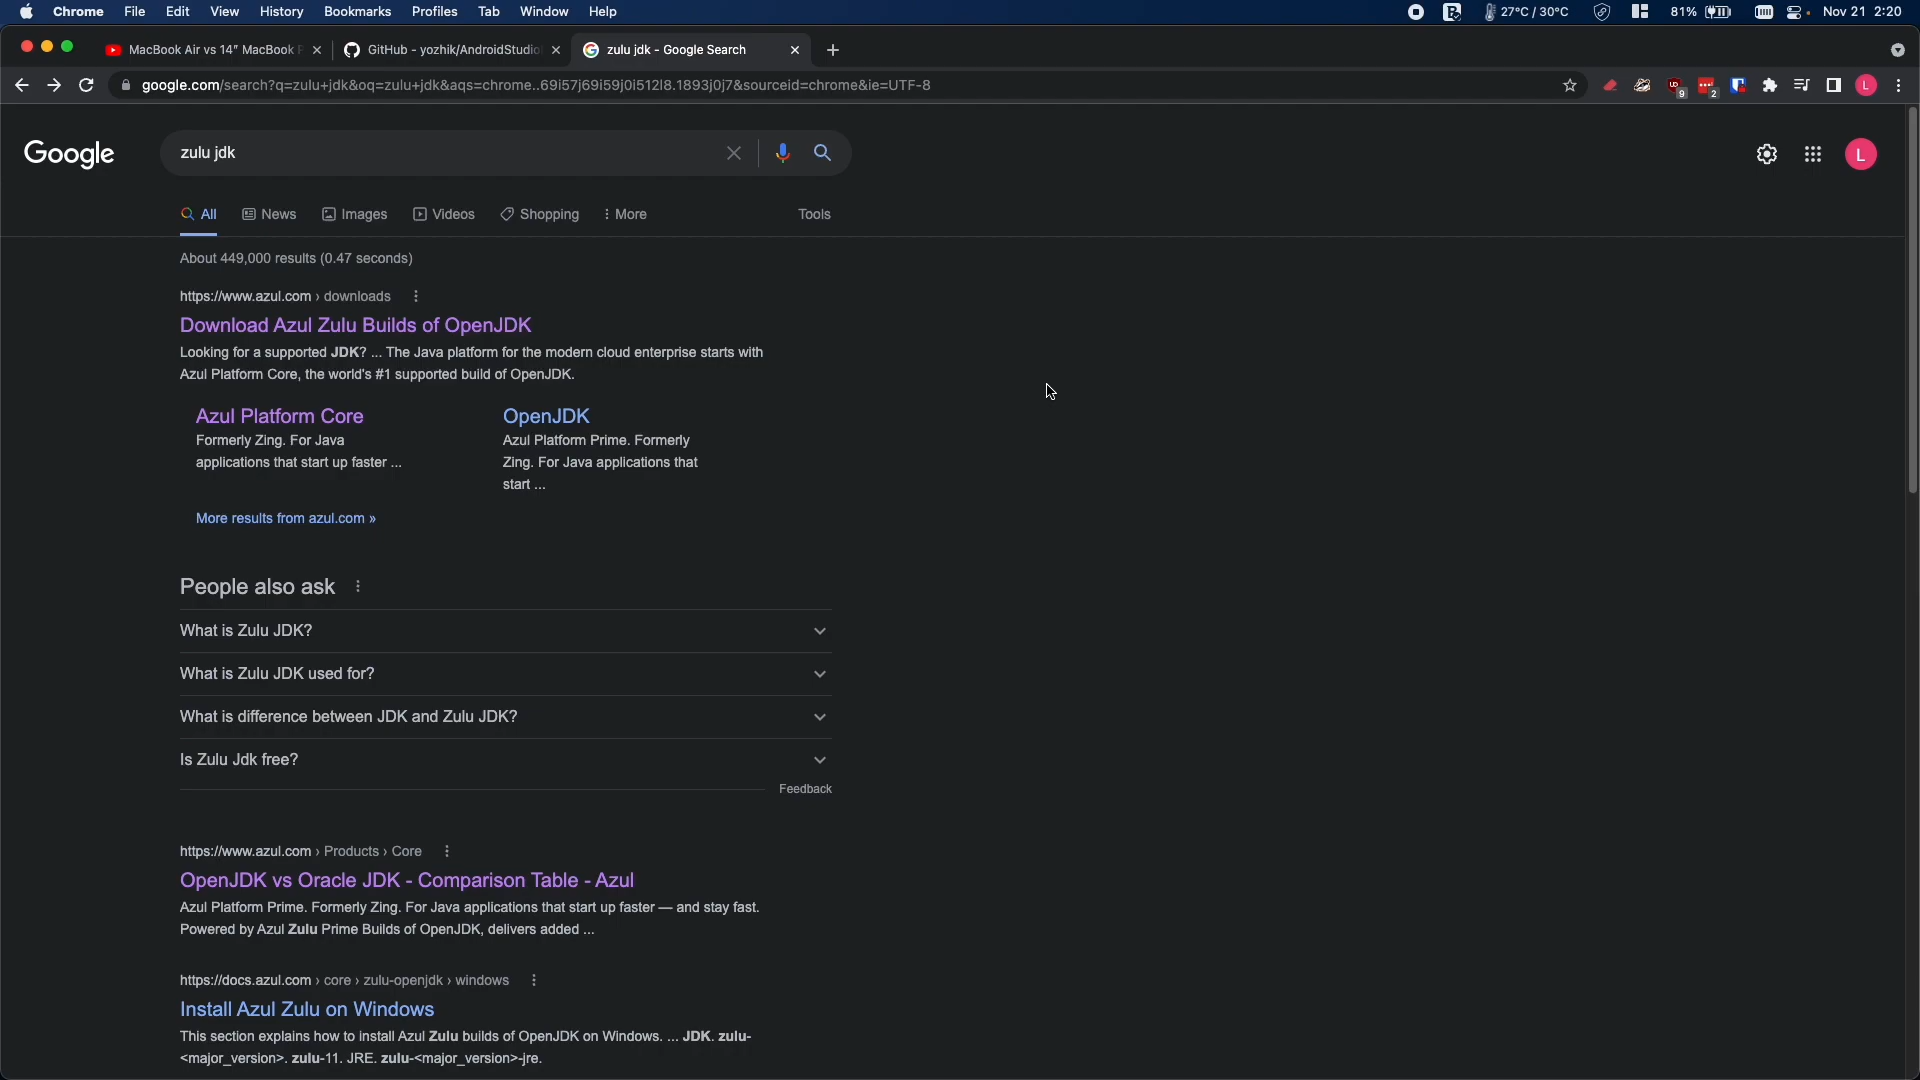 Chrome File Edit View History Bookmarks Profiles Tab Window Help 27°C / 30°C 81% Nov 21 2:20
MacBook Air vs 14" MacBook P GitHub - yozhik/AndroidStudio zulu jdk - Google Search
google.com/search?q=zulu+jdk&oq=zulu+jdk&aqs=chrome..69i57j69i59j0i512l8.1893j0j7&sourceid=chrome&ie=UTF-8 9 2 L
Google zulu jdk L
All News Images Videos Shopping More Tools
About 449,000 results (0.47 seconds)
https://www.azul.com › downloads
Download Azul Zulu Builds of OpenJDK
Looking for a supported JDK? ... The Java platform for the modern cloud enterprise starts with
Azul Platform Core, the world's #1 supported build of OpenJDK.
Azul Platform Core
Formerly Zing. For Java
applications that start up faster ...
OpenJDK
Azul Platform Prime. Formerly
Zing. For Java applications that
start ...
More results from azul.com »
People also ask
What is Zulu JDK?
What is Zulu JDK used for?
What is difference between JDK and Zulu JDK?
Is Zulu Jdk free?
Feedback
https://www.azul.com › Products › Core
OpenJDK vs Oracle JDK - Comparison Table - Azul
Azul Platform Prime. Formerly Zing. For Java applications that start up faster — and stay fast.
Powered by Azul Zulu Prime Builds of OpenJDK, delivers added ...
https://docs.azul.com › core › zulu-openjdk › windows
Install Azul Zulu on Windows
This section explains how to install Azul Zulu builds of OpenJDK on Windows. ... JDK. zulu-
<major_version>. zulu-11. JRE. zulu-<major_version>-jre.